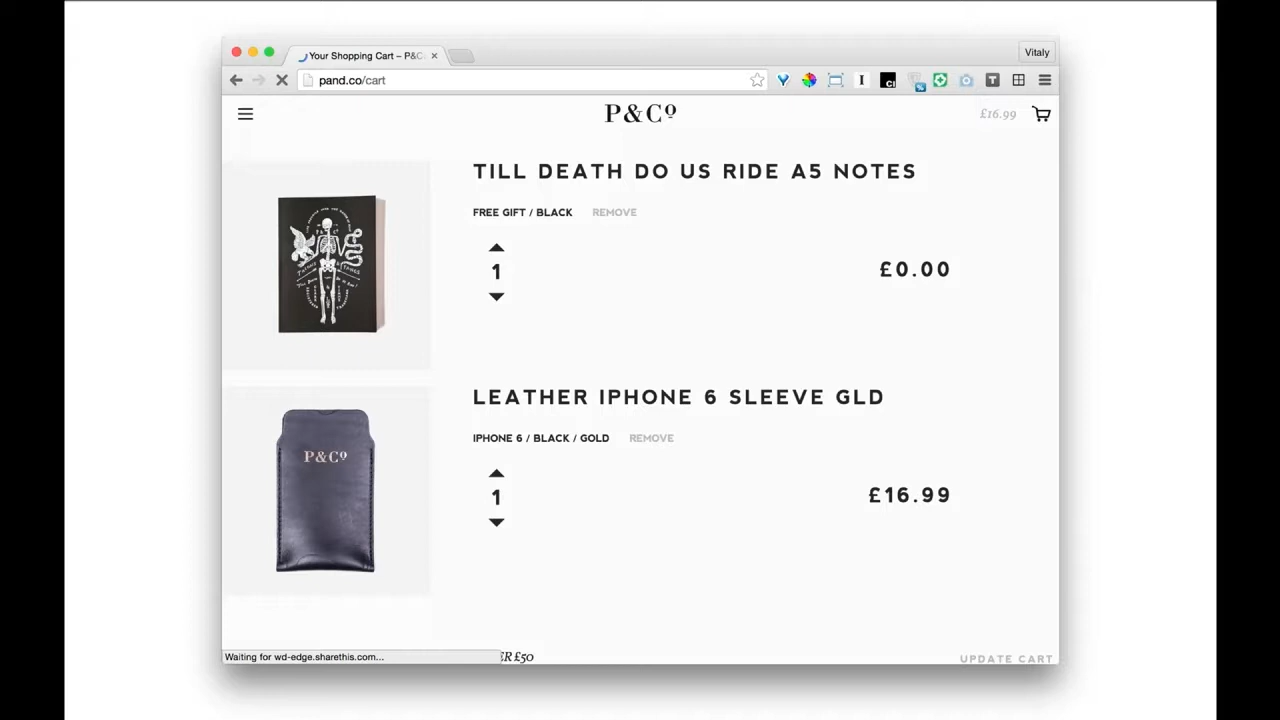 Your Shopping Cart – P&C
Vitaly
pand.co/cart
P&Cº
£16.99
TILL DEATH DO US RIDE A5 NOTES
FREE GIFT / BLACK REMOVE
1
£0.00
LEATHER IPHONE 6 SLEEVE GLD
IPHONE 6 / BLACK / GOLD REMOVE
P&Cº
1
£16.99
Waiting for wd-edge.sharethis.com...
ER £50
UPDATE CART